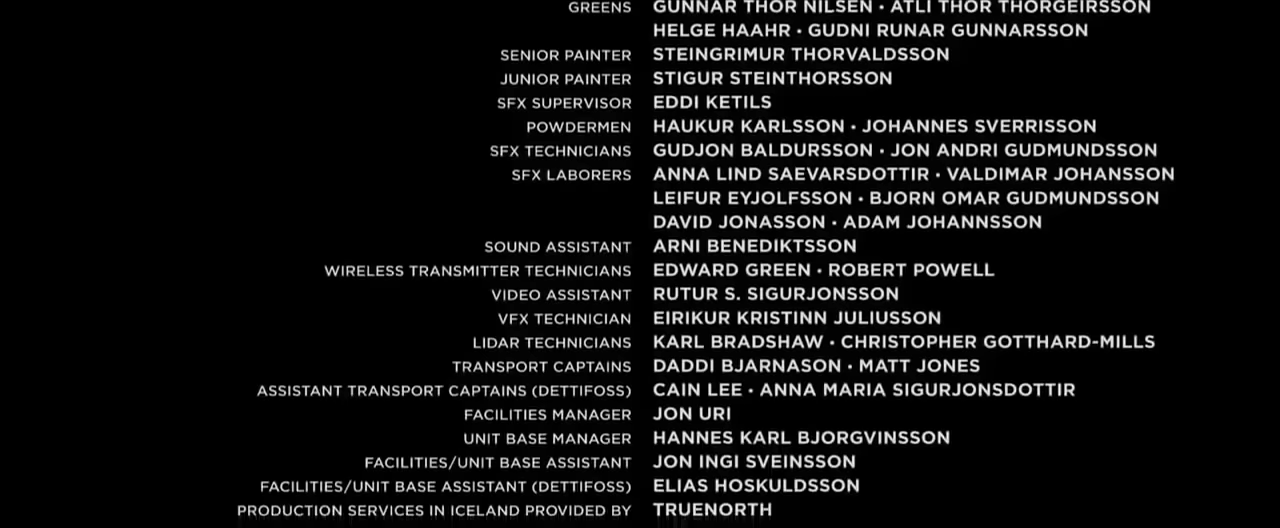 GREENS GUNNAR THOR NILSEN • ATLI THOR THORGEIRSSON
HELGE HAAHR • GUDNI RUNAR GUNNARSSON
SENIOR PAINTER STEINGRIMUR THORVALDSSON
JUNIOR PAINTER STIGUR STEINTHORSSON
SFX SUPERVISOR EDDI KETILS
POWDERMEN HAUKUR KARLSSON • JOHANNES SVERRISSON
SFX TECHNICIANS GUDJON BALDURSSON • JON ANDRI GUDMUNDSSON
SFX LABORERS ANNA LIND SAEVARSDOTTIR • VALDIMAR JOHANSSON
LEIFUR EYJOLFSSON • BJORN OMAR GUDMUNDSSON
DAVID JONASSON • ADAM JOHANNSSON
SOUND ASSISTANT ARNI BENEDIKTSSON
WIRELESS TRANSMITTER TECHNICIANS EDWARD GREEN • ROBERT POWELL
VIDEO ASSISTANT RUTUR S. SIGURJONSSON
VFX TECHNICIAN EIRIKUR KRISTINN JULIUSSON
LIDAR TECHNICIANS KARL BRADSHAW • CHRISTOPHER GOTTHARD-MILLS
TRANSPORT CAPTAINS DADDI BJARNASON • MATT JONES
ASSISTANT TRANSPORT CAPTAINS (DETTIFOSS) CAIN LEE • ANNA MARIA SIGURJONSDOTTIR
FACILITIES MANAGER JON URI
UNIT BASE MANAGER HANNES KARL BJORGVINSSON
FACILITIES/UNIT BASE ASSISTANT JON INGI SVEINSSON
FACILITIES/UNIT BASE ASSISTANT (DETTIFOSS) ELIAS HOSKULDSSON
PRODUCTION SERVICES IN ICELAND PROVIDED BY TRUENORTH